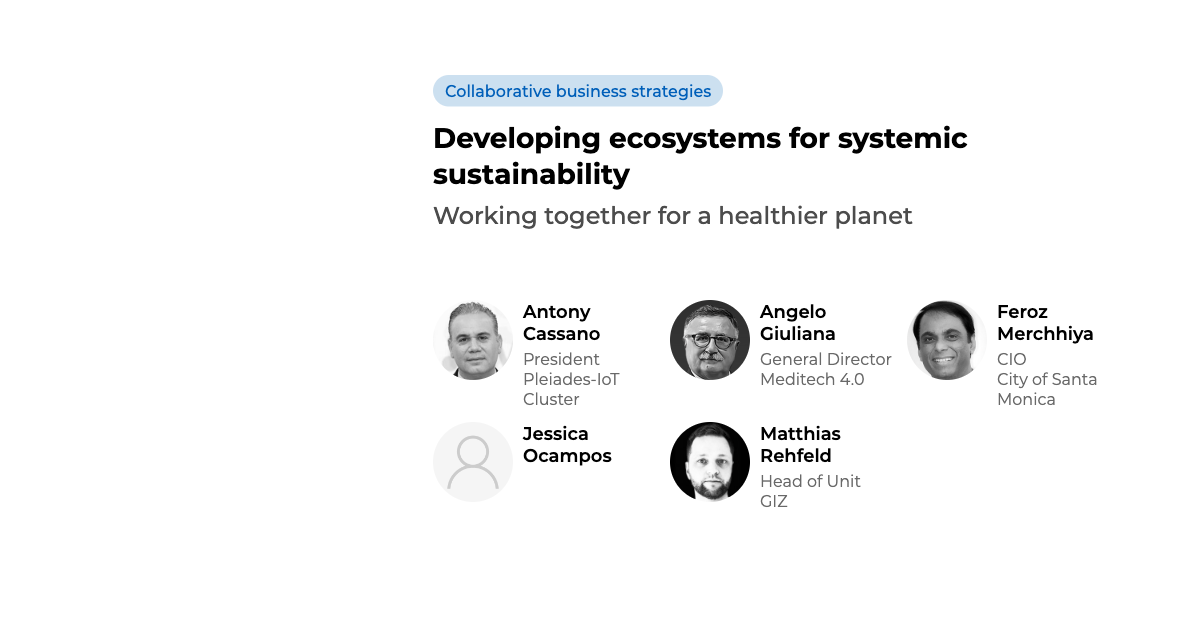 Collaborative business strategies
Developing ecosystems for systemic
sustainability
Working together for a healthier planet
Antony
Cassano
President
Pleiades-IoT
Cluster
Angelo
Giuliana
General Director
Meditech 4.0
Feroz
Merchhiya
CIO
City of Santa
Monica
Jessica
Ocampos
Matthias
Rehfeld
Head of Unit
GIZ